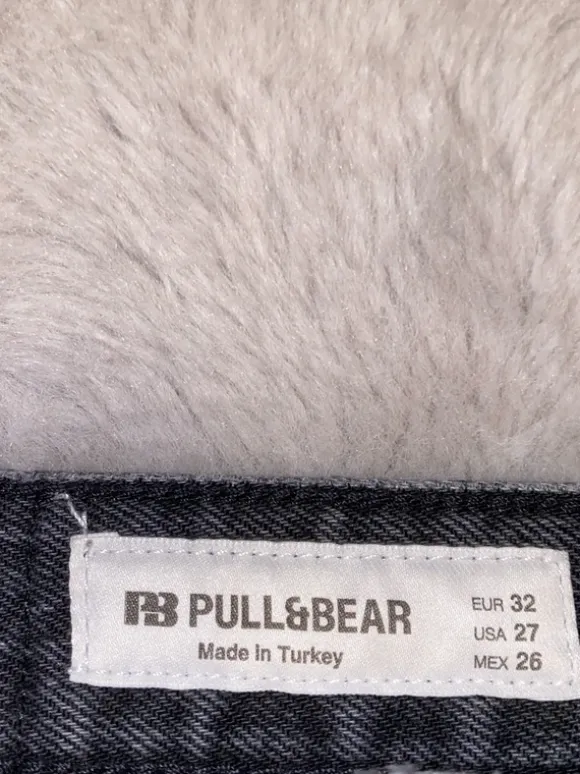 PB PULL&BEAR
Made in Turkey
EUR 32
USA 27
MEX 26